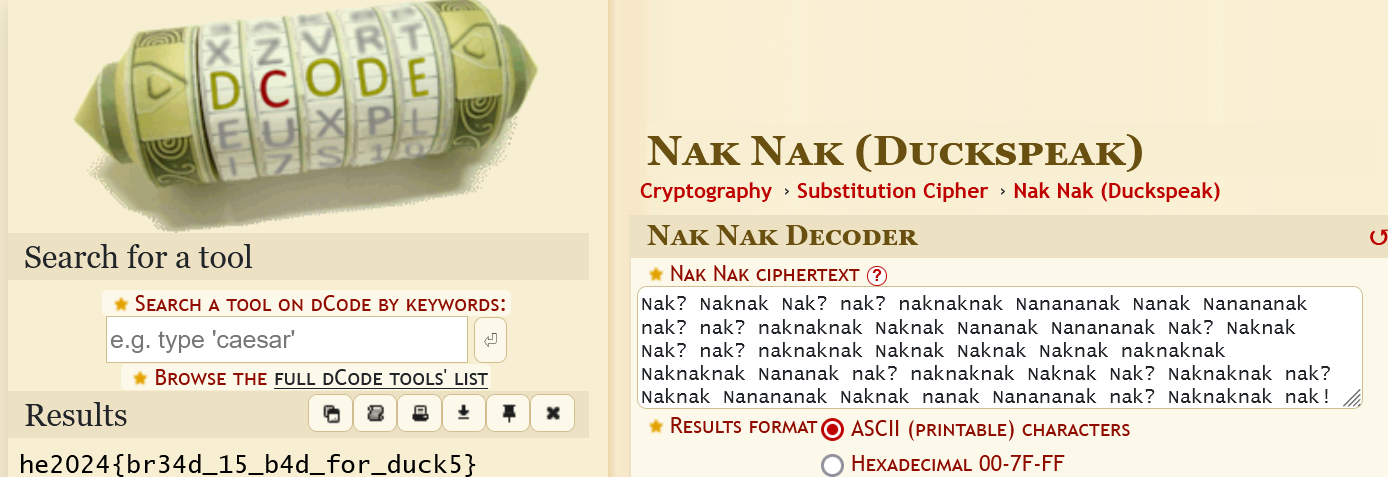 X Z V R T
D C O D E
E U X P L
I 7 S 1 9
Search for a tool
Search a tool on dCode by keywords:
e.g. type 'caesar'
Browse the full dCode tools' list
Results
he2024{br34d_15_b4d_for_duck5}
Nak Nak (Duckspeak)
Cryptography › Substitution Cipher › Nak Nak (Duckspeak)
Nak Nak Decoder
Nak Nak ciphertext ?
Nak? Naknak Nak? nak? naknaknak Nanananak Nanak Nanananak
nak? nak? naknaknak Naknak Nananak Nanananak Nak? Naknak
Nak? nak? naknaknak Naknak Naknak Naknak naknaknak
Naknaknak Nananak nak? naknaknak Naknak Nak? Naknaknak nak?
Naknak Nanananak Naknak nanak Nanananak nak? Naknaknak nak!
Results format ASCII (printable) characters
Hexadecimal 00-7F-FF